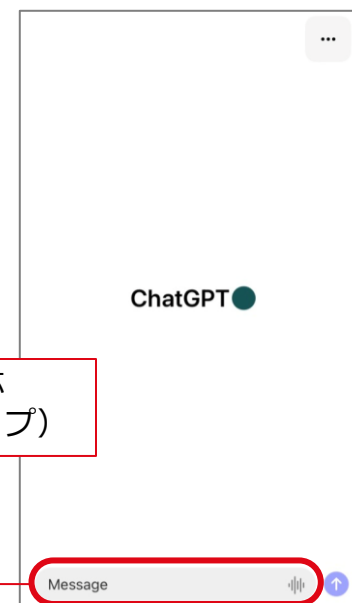 •••
ChatGPT
プ）
Message